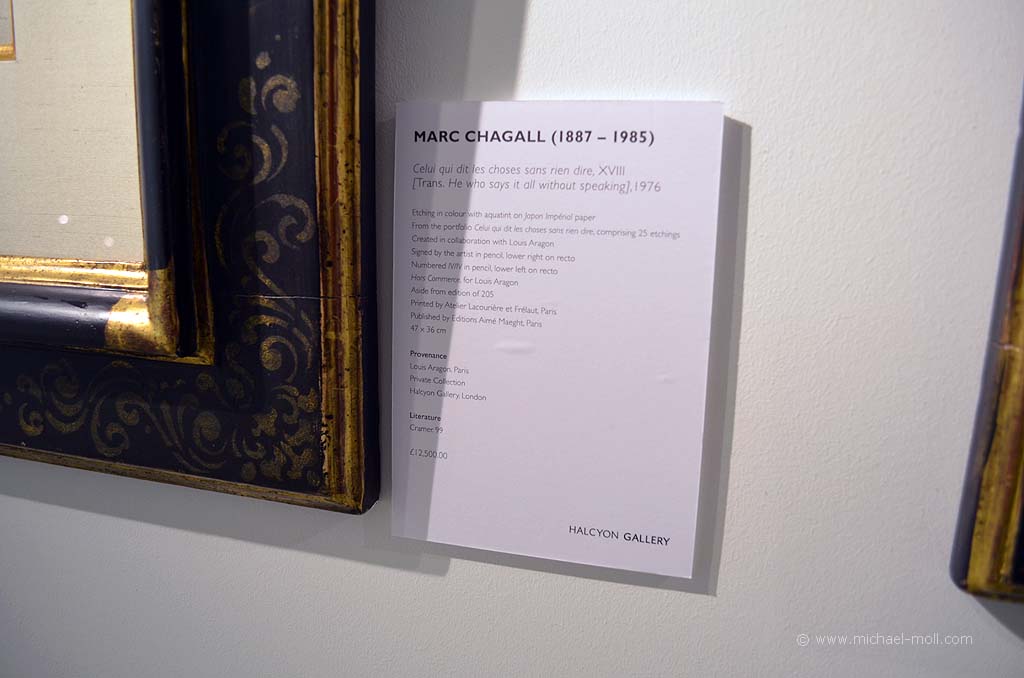 MARC CHAGALL (1887 – 1985)
Celui qui dit les choses sans rien dire, XVIII
[Trans. He who says it all without speaking], 1976
Etching in colour with aquatint on Japon Impérial paper
From the portfolio Celui qui dit les choses sans rien dire, comprising 25 etchings
Created in collaboration with Louis Aragon
Signed by the artist in pencil, lower right on recto
Numbered IV/IV in pencil, lower left on recto
Hors Commerce, for Louis Aragon
Aside from edition of 205
Printed by Atelier Lacourière et Frélaut, Paris
Published by Editions Aimé Maeght, Paris
47 x 36 cm
Provenance
Louis Aragon, Paris
Private Collection
Halcyon Gallery, London
Literature
Cramer 99
£12,500.00
HALCYON GALLERY
© www.michael-moll.com